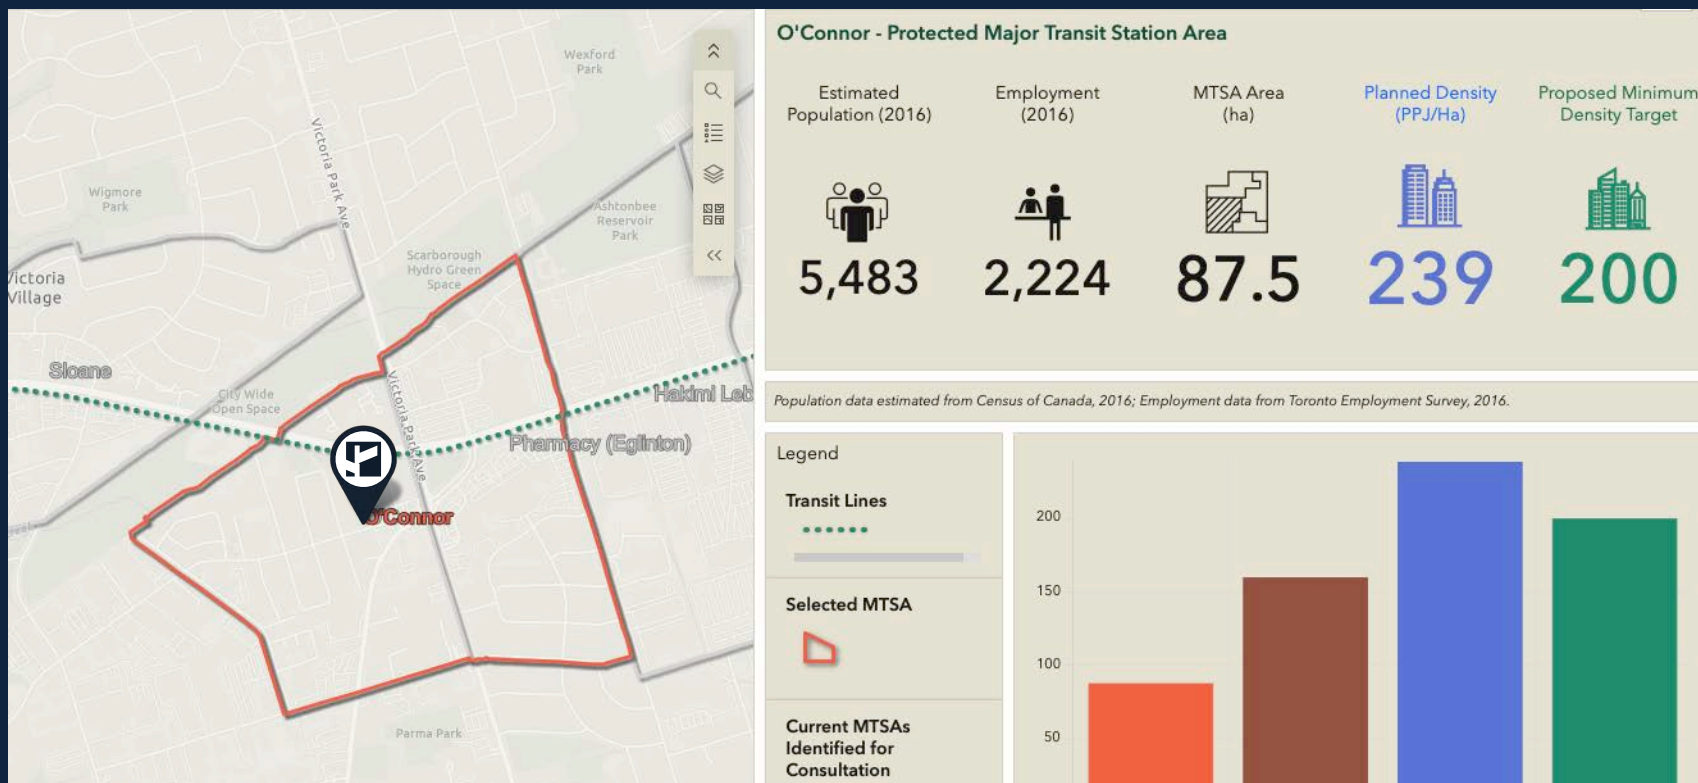 Wexford
Park
Victoria Park Ave
Wigmore
Park
Ashtonbee
Reservoir
Park
Scarborough
Hydro Green
Space
Victoria
Village
Sloane
City Wide
Open Space
Victoria Park Ave
Hakimi Leb
Pharmacy (Eglinton)
O'Connor
Parma Park
O'Connor - Protected Major Transit Station Area
Estimated
Population (2016)
5,483
Employment
(2016)
2,224
MTSA Area
(ha)
87.5
Planned Density
(PPJ/Ha)
239
Proposed Minimum
Density Target
200
Population data estimated from Census of Canada, 2016; Employment data from Toronto Employment Survey, 2016.
Legend
Transit Lines
Selected MTSA
Current MTSAs
Identified for
Consultation
200
150
100
50